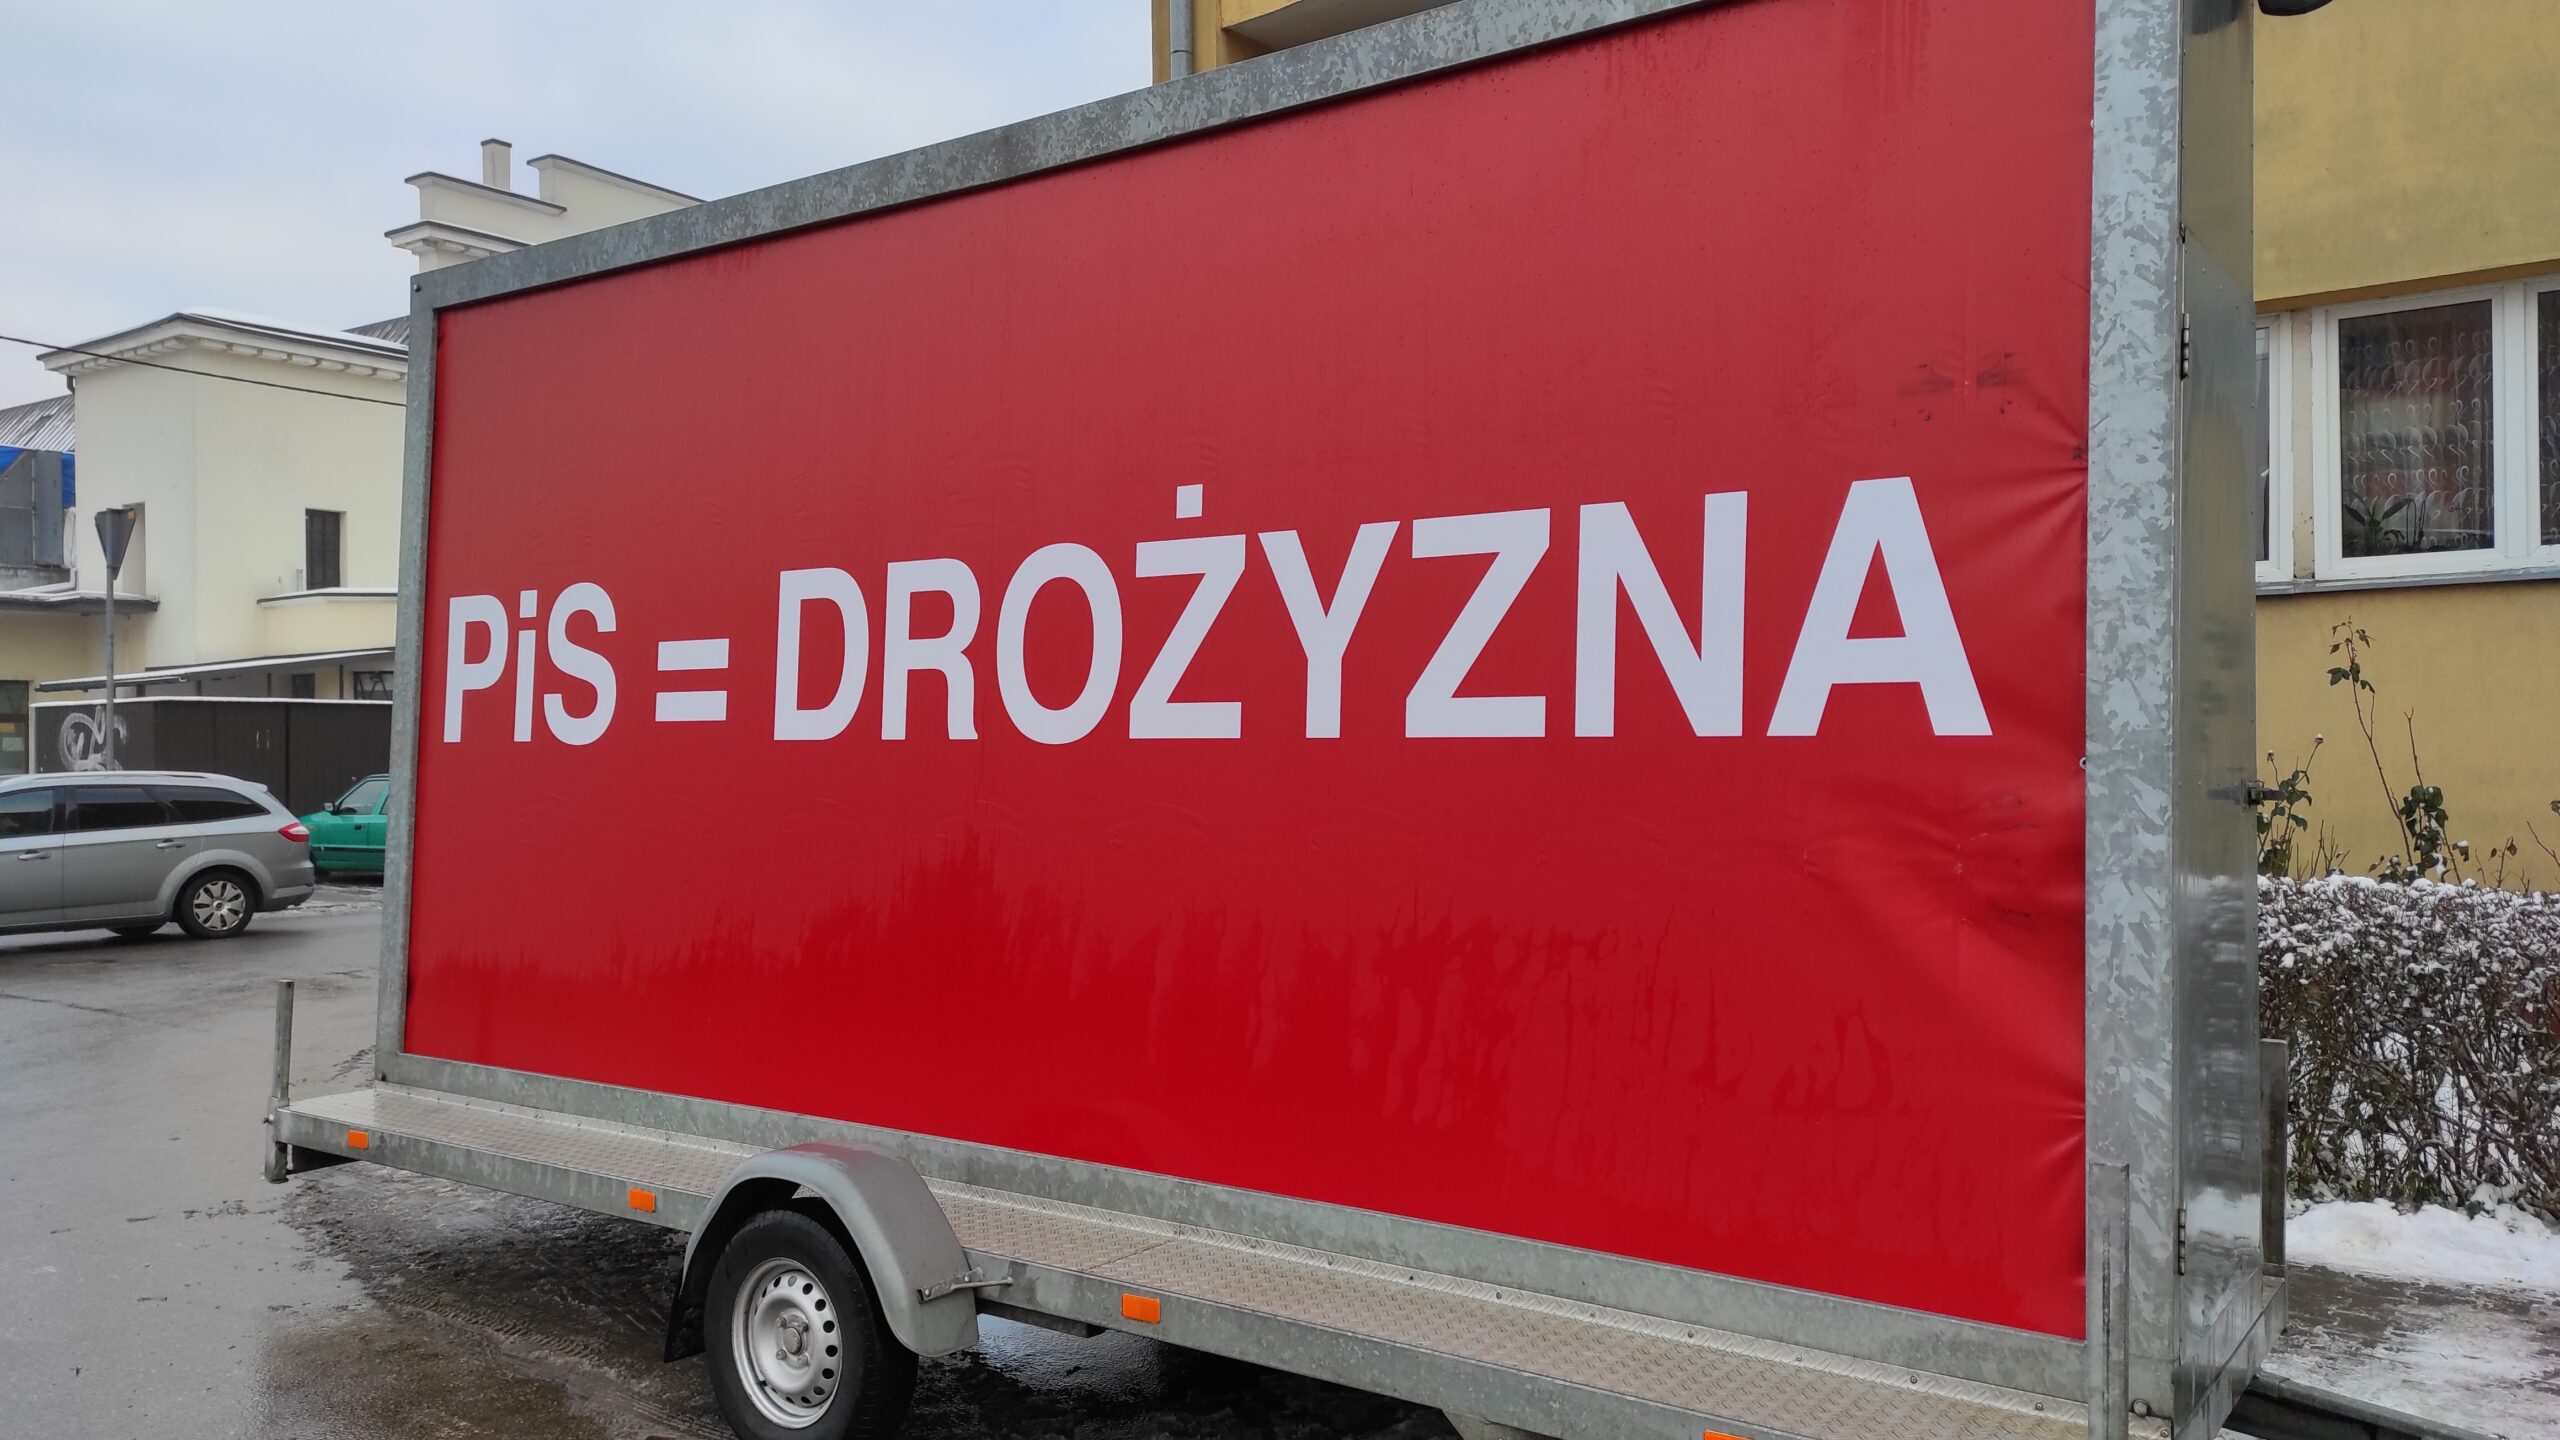 PiS = DROŻYZNA